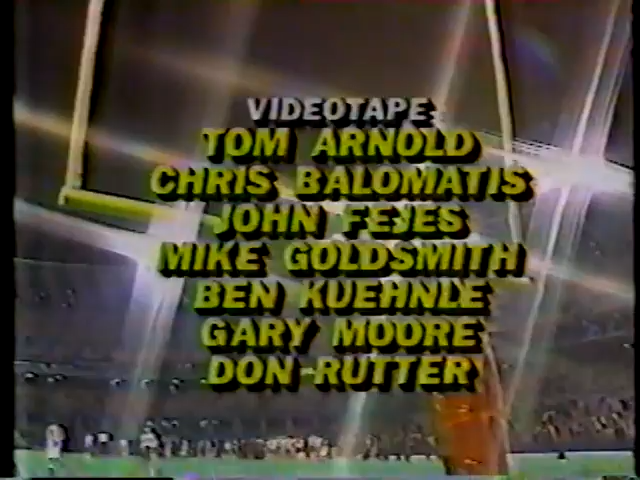 VIDEOTAPE
TOM ARNOLD
CHRIS BALOMATIS
JOHN FEJES
MIKE GOLDSMITH
BEN KUEHNLE
GARY MOORE
DON RUTTER